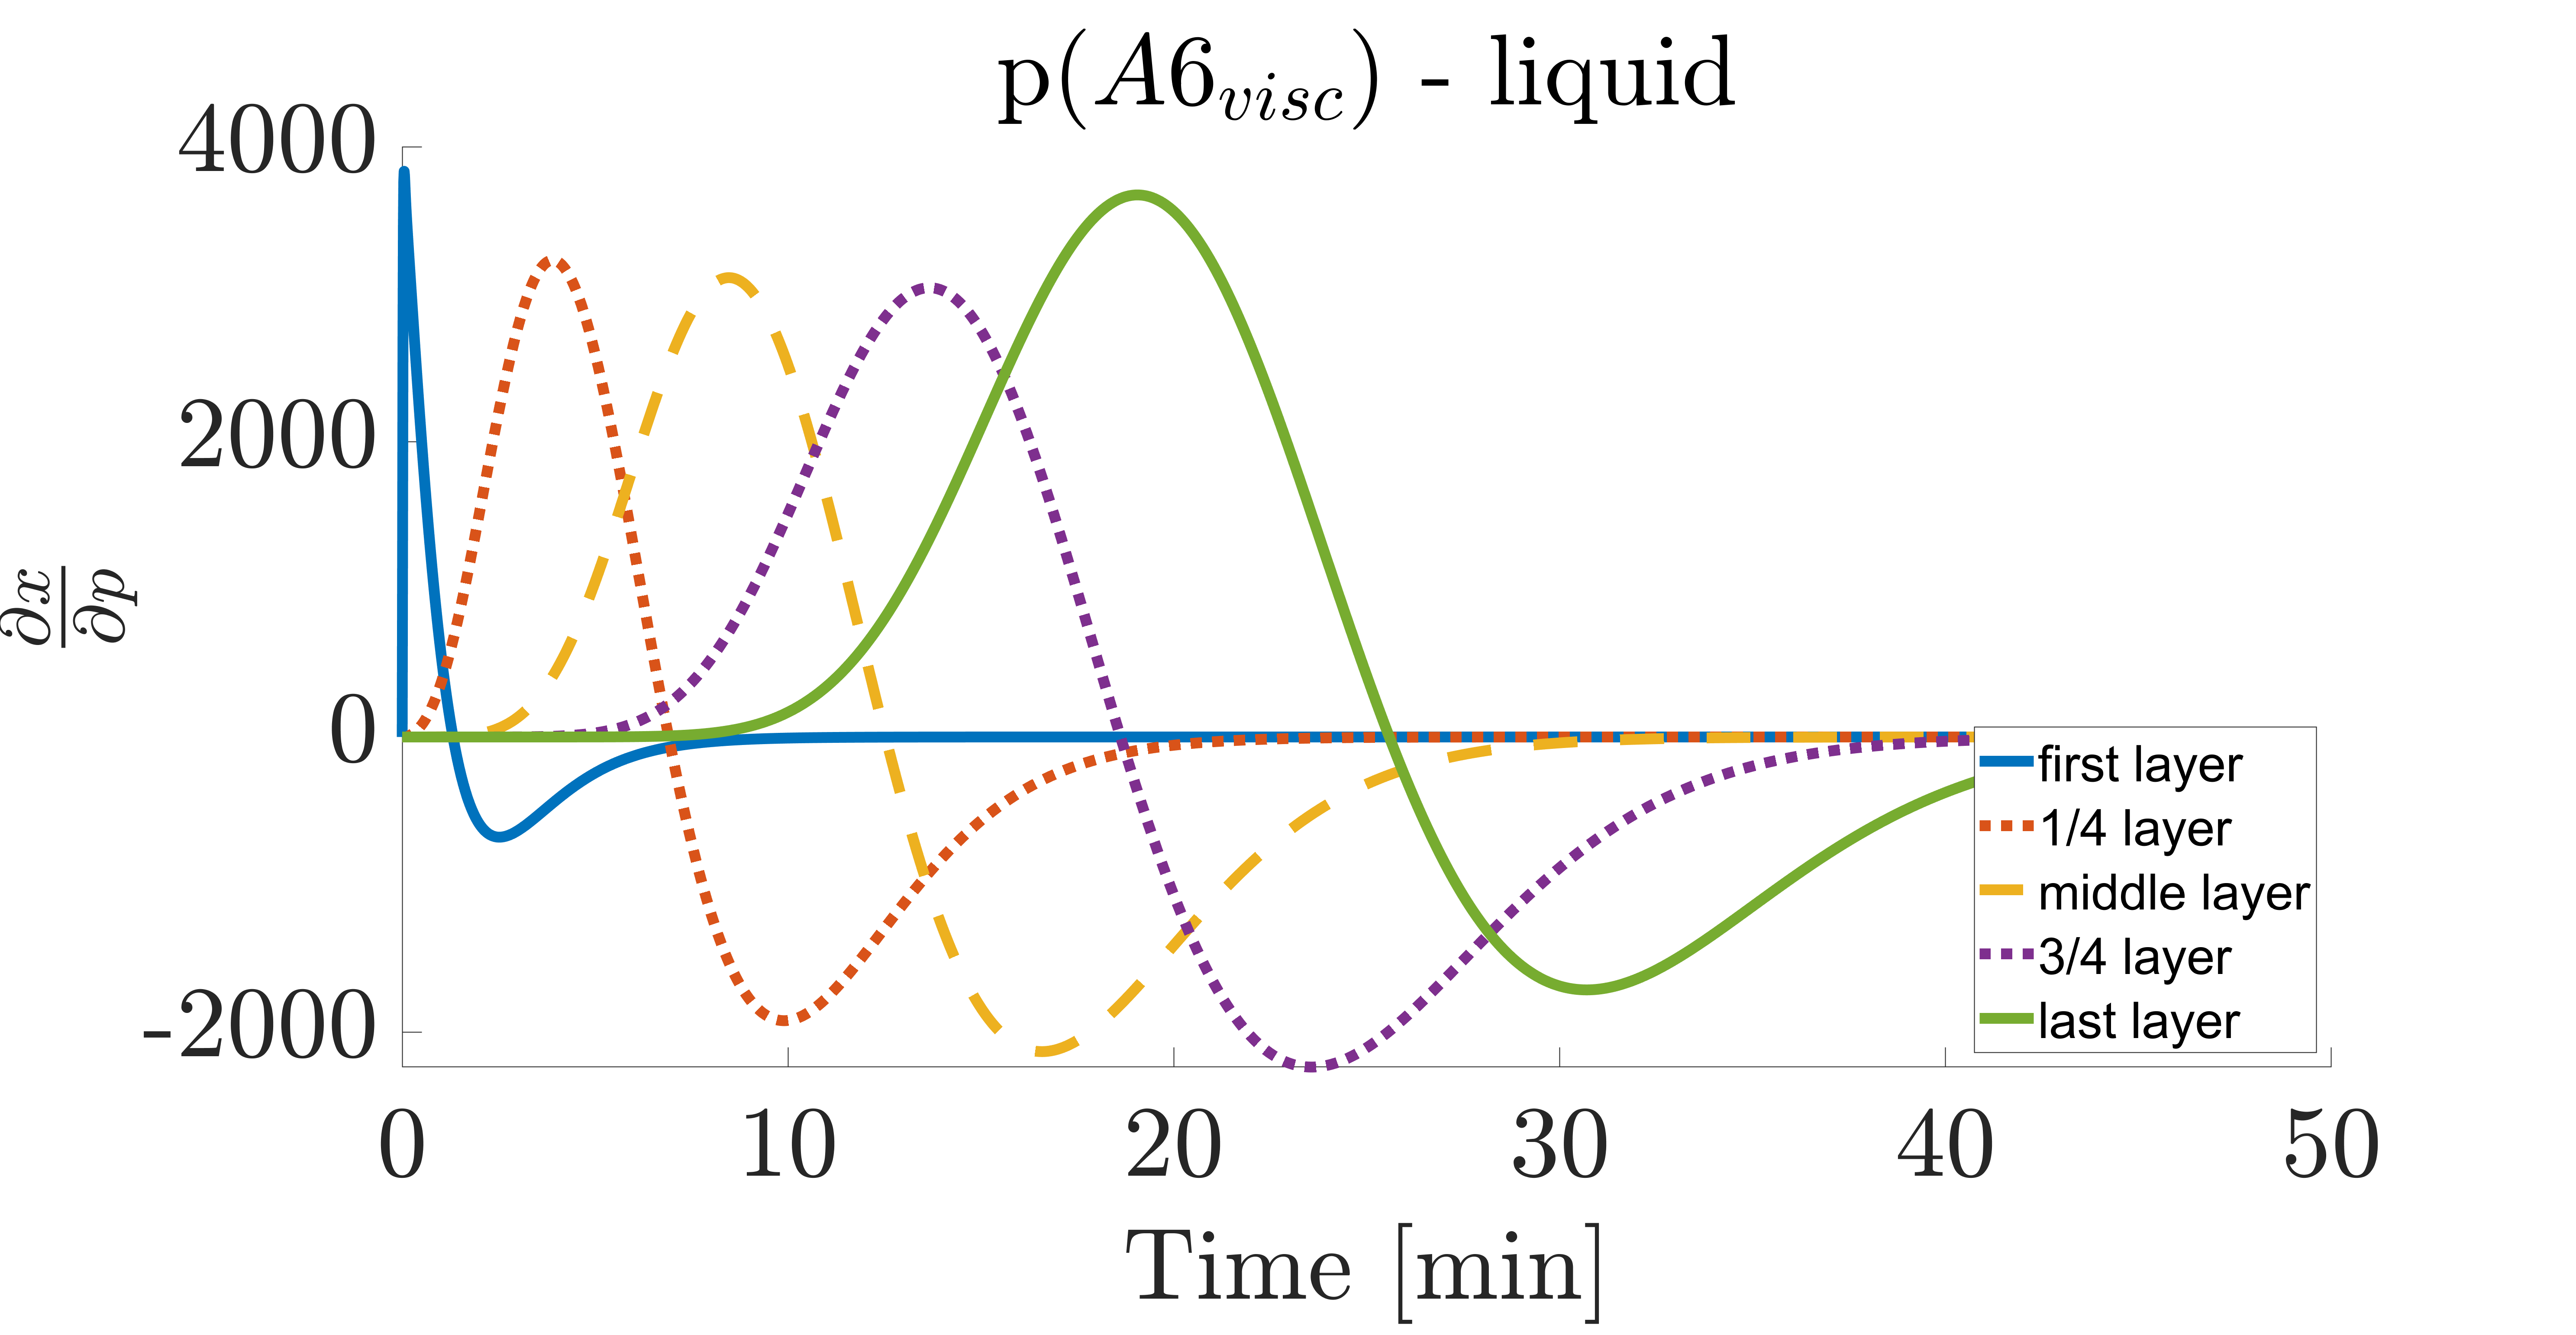 p(A6visc) - liquid
4000
2000
0
-2000
∂x
∂p
0 10 20 30 40 50
Time [min]
first layer
1/4 layer
middle layer
3/4 layer
last layer